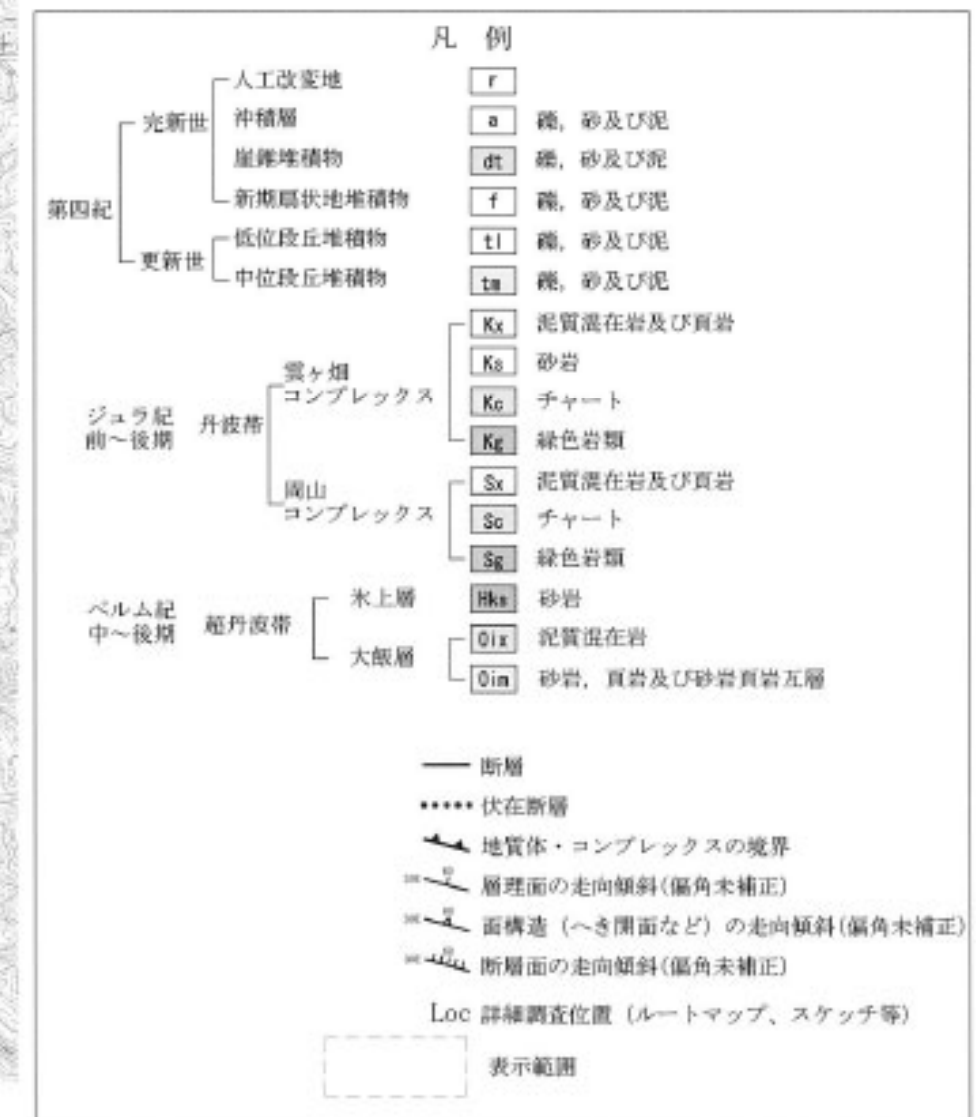 凡 例
人工改変地 r
完新世 沖積層 a 礫, 砂及び泥
崖錐堆積物 dt 礫, 砂及び泥
第四紀 新期扇状地堆積物 f 礫, 砂及び泥
低位段丘堆積物 tl 礫, 砂及び泥
更新世 中位段丘堆積物 tm 礫, 砂及び泥
Kx 泥質混在岩及び頁岩
雲ヶ畑
コンプレックス Ks 砂岩
Kc チャート
ジュラ紀
前～後期 丹波帯 Kg 緑色岩類
Sx 泥質混在岩及び頁岩
周山
コンプレックス Sc チャート
Sg 緑色岩類
ペルム紀
中～後期 超丹波帯 氷上層 Hks 砂岩
大飯層 Oix 泥質混在岩
Oim 砂岩, 頁岩及び砂岩頁岩互層
断層
伏在断層
地質体・コンプレックスの境界
層理面の走向傾斜(偏角未補正)
面構造（へき開面など）の走向傾斜(偏角未補正)
断層面の走向傾斜(偏角未補正)
Loc 詳細調査位置（ルートマップ、スケッチ等）
表示範囲